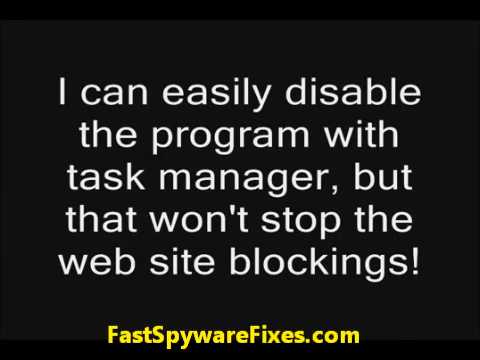 I can easily disable
the program with
task manager, but
that won't stop the
web site blockings!
FastSpywareFixes.com